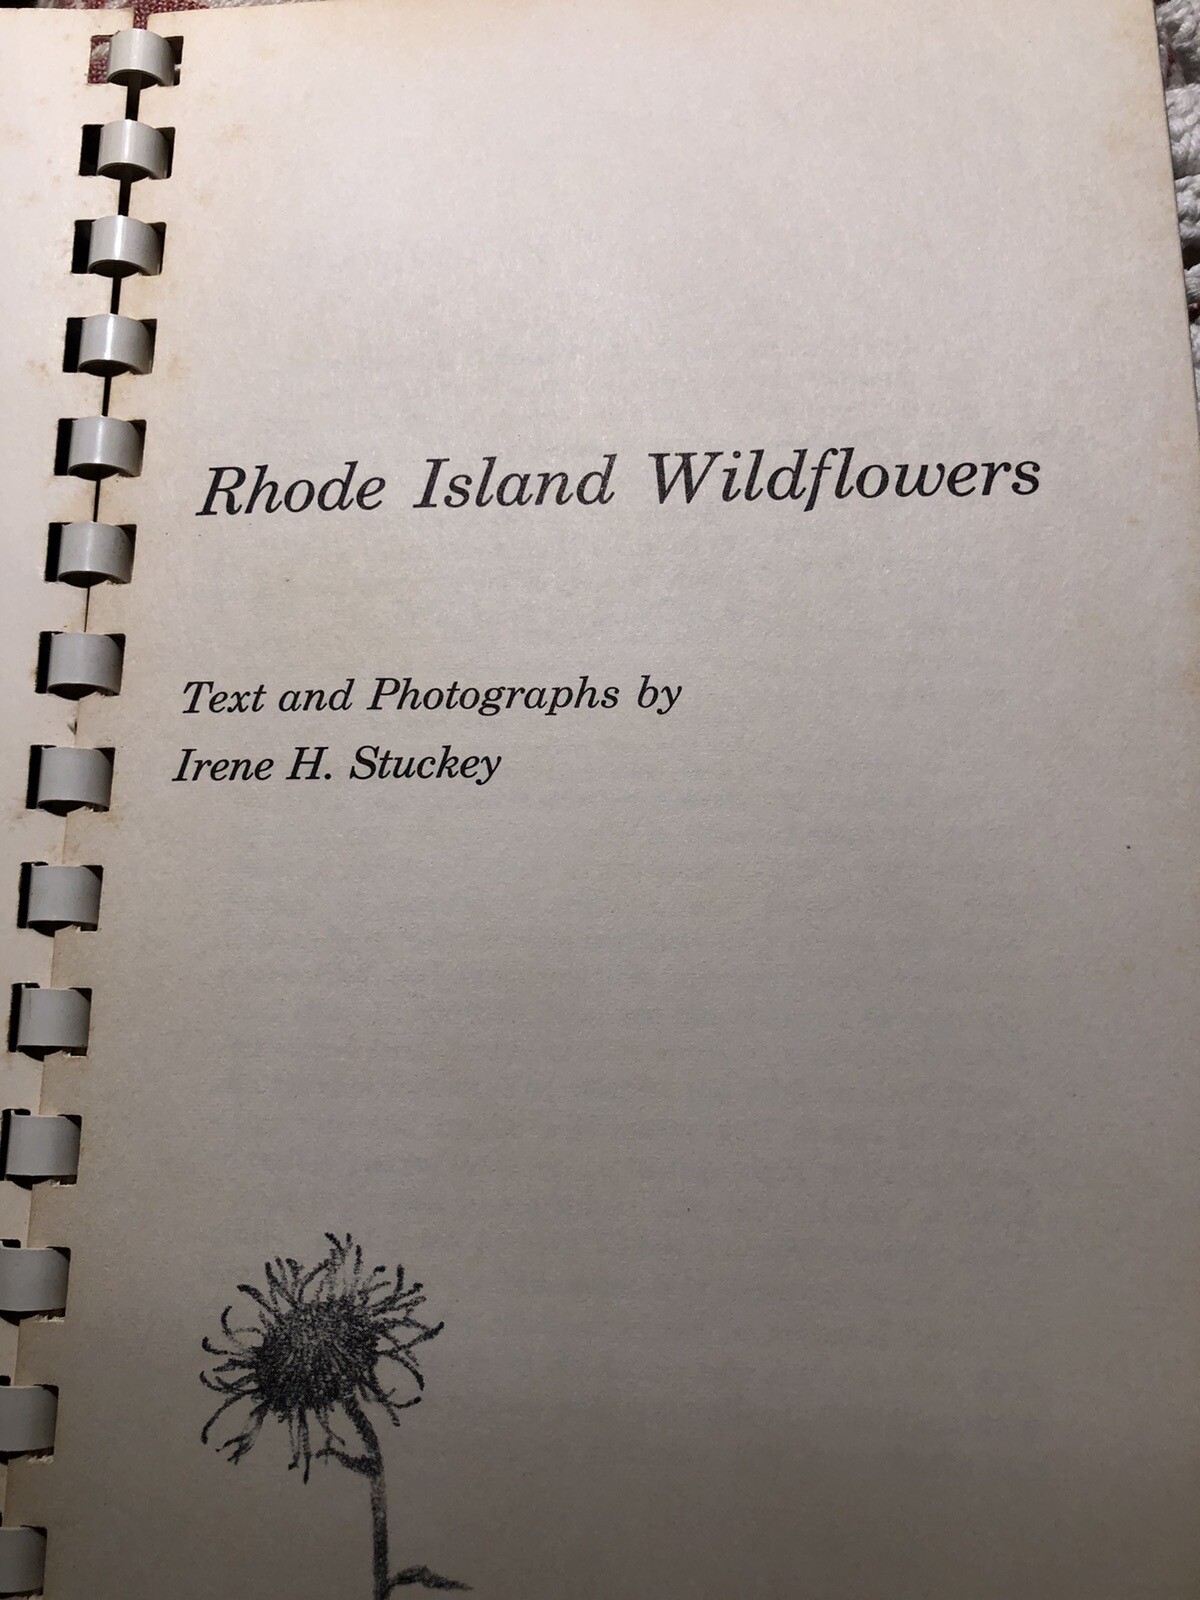 Rhode Island Wildflowers
Text and Photographs by
Irene H. Stuckey